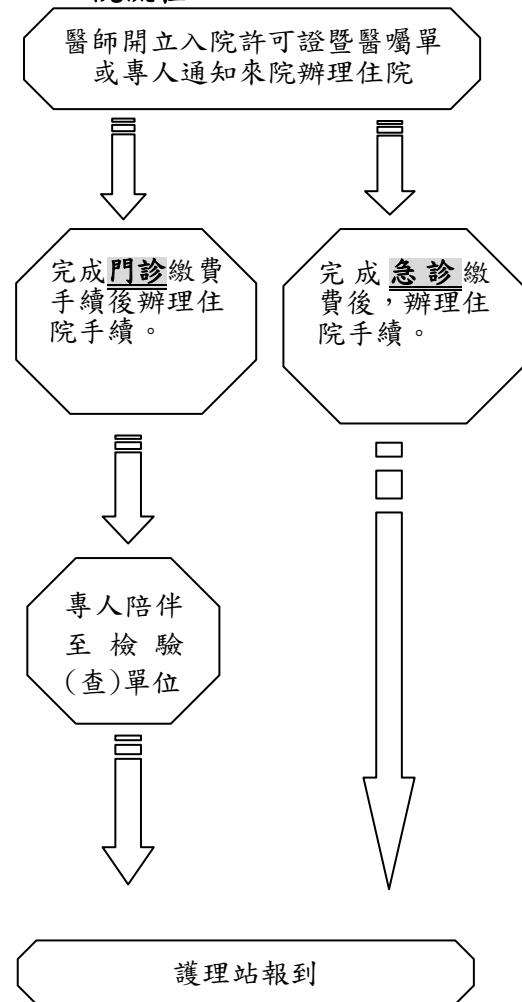 醫師開立入院許可證暨醫囑單
或專人通知來院辦理住院
完成門診繳費
手續後辦理住
院手續。
完成急診繳
費後，辦理住
院手續。
專人陪伴
至檢驗
(查)單位
護理站報到